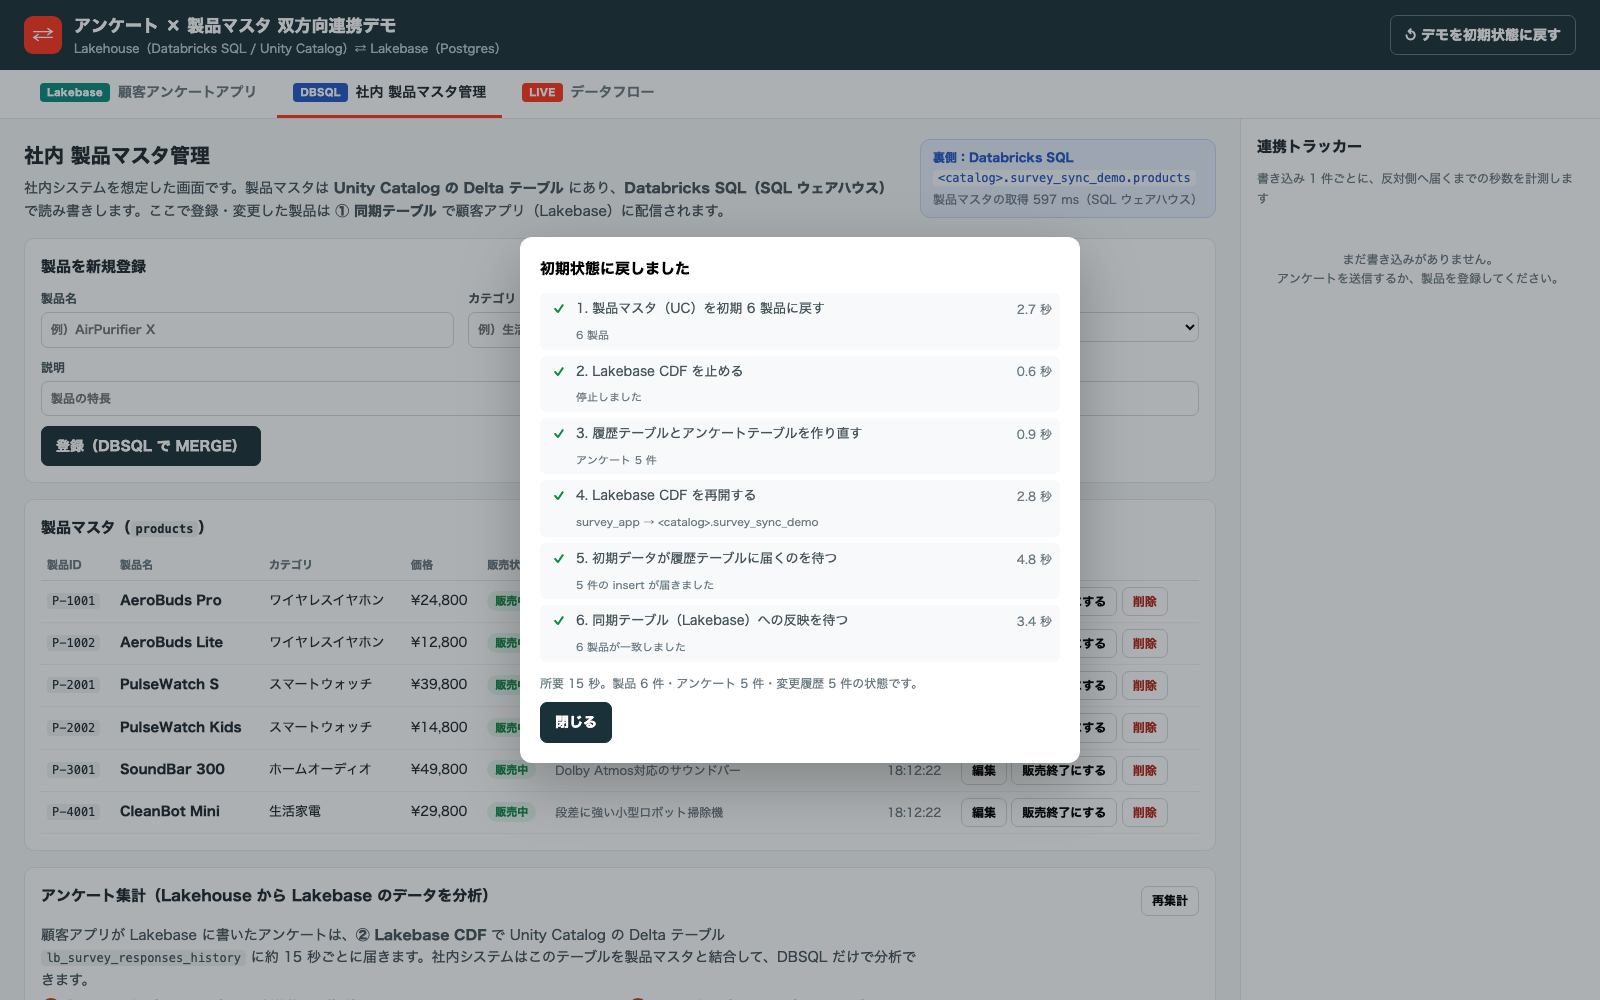 アンケート × 製品マスタ 双方向連携デモ
Lakehouse（Databricks SQL / Unity Catalog）⇄ Lakebase（Postgres）
↺ デモを初期状態に戻す
Lakebase 顧客アンケートアプリ
DBSQL 社内 製品マスタ管理
LIVE データフロー
社内 製品マスタ管理
社内システムを想定した画面です。製品マスタは Unity Catalog の Delta テーブル にあり、Databricks SQL（SQL ウェアハウス）
で読み書きします。ここで登録・変更した製品は ① 同期テーブル で顧客アプリ（Lakebase）に配信されます。
裏側：Databricks SQL
<catalog>.survey_sync_demo.products
製品マスタの取得 597 ms（SQL ウェアハウス）
連携トラッカー
書き込み 1 件ごとに、反対側へ届くまでの秒数を計測しま
す
まだ書き込みがありません。
アンケートを送信するか、製品を登録してください。
製品を新規登録
製品名
カテゴリ
例）AirPurifier X
例）生活
説明
製品の特長
登録（DBSQL で MERGE）
初期状態に戻しました
✓ 1. 製品マスタ（UC）を初期 6 製品に戻す 2.7 秒
6 製品
✓ 2. Lakebase CDF を止める 0.6 秒
停止しました
✓ 3. 履歴テーブルとアンケートテーブルを作り直す 0.9 秒
アンケート 5 件
✓ 4. Lakebase CDF を再開する 2.8 秒
survey_app → <catalog>.survey_sync_demo
✓ 5. 初期データが履歴テーブルに届くのを待つ 4.8 秒
5 件の insert が届きました
✓ 6. 同期テーブル（Lakebase）への反映を待つ 3.4 秒
6 製品が一致しました
所要 15 秒。製品 6 件・アンケート 5 件・変更履歴 5 件の状態です。
閉じる
製品マスタ（ products ）
製品ID 製品名 カテゴリ 価格 販売状
P-1001 AeroBuds Pro ワイヤレスイヤホン ¥24,800 販売 する 削除
P-1002 AeroBuds Lite ワイヤレスイヤホン ¥12,800 販売 する 削除
P-2001 PulseWatch S スマートウォッチ ¥39,800 販売 する 削除
P-2002 PulseWatch Kids スマートウォッチ ¥14,800 販売 する 削除
P-3001 SoundBar 300 ホームオーディオ ¥49,800 販売中 Dolby Atmos対応のサウンドバー 18:12:22 編集 販売終了にする 削除
P-4001 CleanBot Mini 生活家電 ¥29,800 販売中 段差に強い小型ロボット掃除機 18:12:22 編集 販売終了にする 削除
アンケート集計（Lakehouse から Lakebase のデータを分析）
再集計
顧客アプリが Lakebase に書いたアンケートは、② Lakebase CDF で Unity Catalog の Delta テーブル
lb_survey_responses_history に約 15 秒ごとに届きます。社内システムはこのテーブルを製品マスタと結合して、DBSQL だけで分析で
きます。